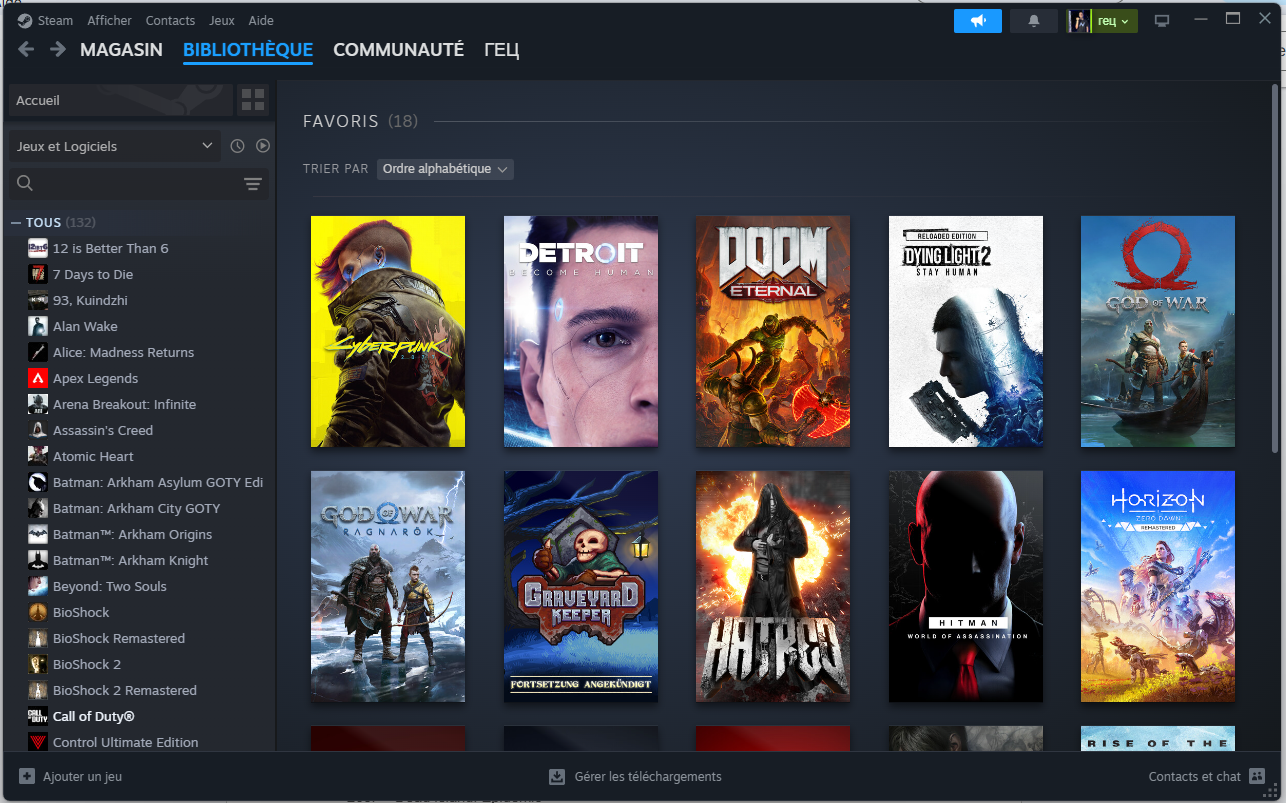 Steam Afficher Contacts Jeux Aide
гец
MAGASIN BIBLIOTHÈQUE COMMUNAUTÉ ГЕЦ
Accueil
Jeux et Logiciels
TOUS (132)
12 is Better Than 6
7 Days to Die
93, Kuindzhi
Alan Wake
Alice: Madness Returns
Apex Legends
Arena Breakout: Infinite
Assassin's Creed
Atomic Heart
Batman: Arkham Asylum GOTY Edi
Batman: Arkham City GOTY
Batman™: Arkham Origins
Batman™: Arkham Knight
Beyond: Two Souls
BioShock
BioShock Remastered
BioShock 2
BioShock 2 Remastered
Call of Duty®
Control Ultimate Edition
FAVORIS (18)
TRIER PAR Ordre alphabétique
Cyberpunk
DETROIT
BECOME HUMAN
DOOM
ETERNAL
RELOADED EDITION
DYING LIGHT 2
STAY HUMAN
GOD OF WAR
GOD OF WAR
RAGNARÖK
GRAVEYARD
KEEPER
FORTSETZUNG ANGEKÜNDIGT
HATRED
HITMAN
WORLD OF ASSASSINATION
HORIZON
ZERO DAWN
REMASTERED
RISE OF THE
Ajouter un jeu
Gérer les téléchargements
Contacts et chat